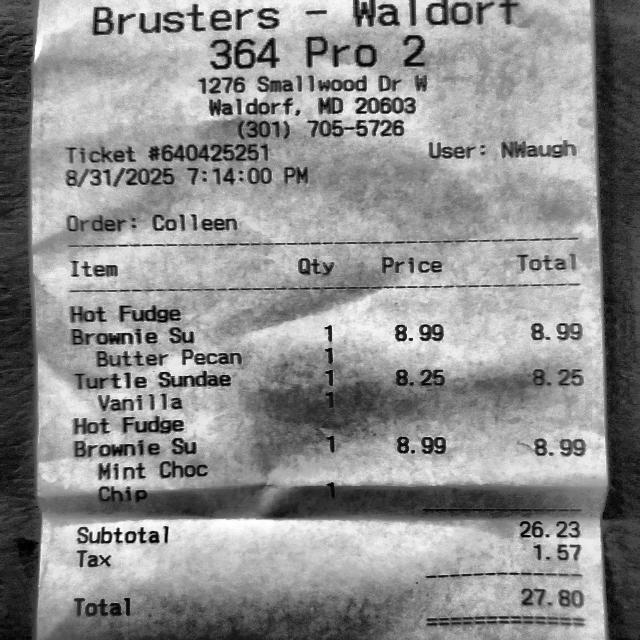 Brusters - Waldorf
364 Pro 2
1276 Smallwood Dr W
Waldorf, MD 20603
(301) 705-5726
Ticket #640425251 User: NWaugh
8/31/2025 7:14:00 PM
Order: Colleen
Item Qty Price Total
Hot Fudge
Brownie Su 1 8.99 8.99
Butter Pecan 1
Turtle Sundae 1 8.25 8.25
Vanilla 1
Hot Fudge
Brownie Su 1 8.99 8.99
Mint Choc
Chip 1
Subtotal 26.23
Tax 1.57
Total 27.80